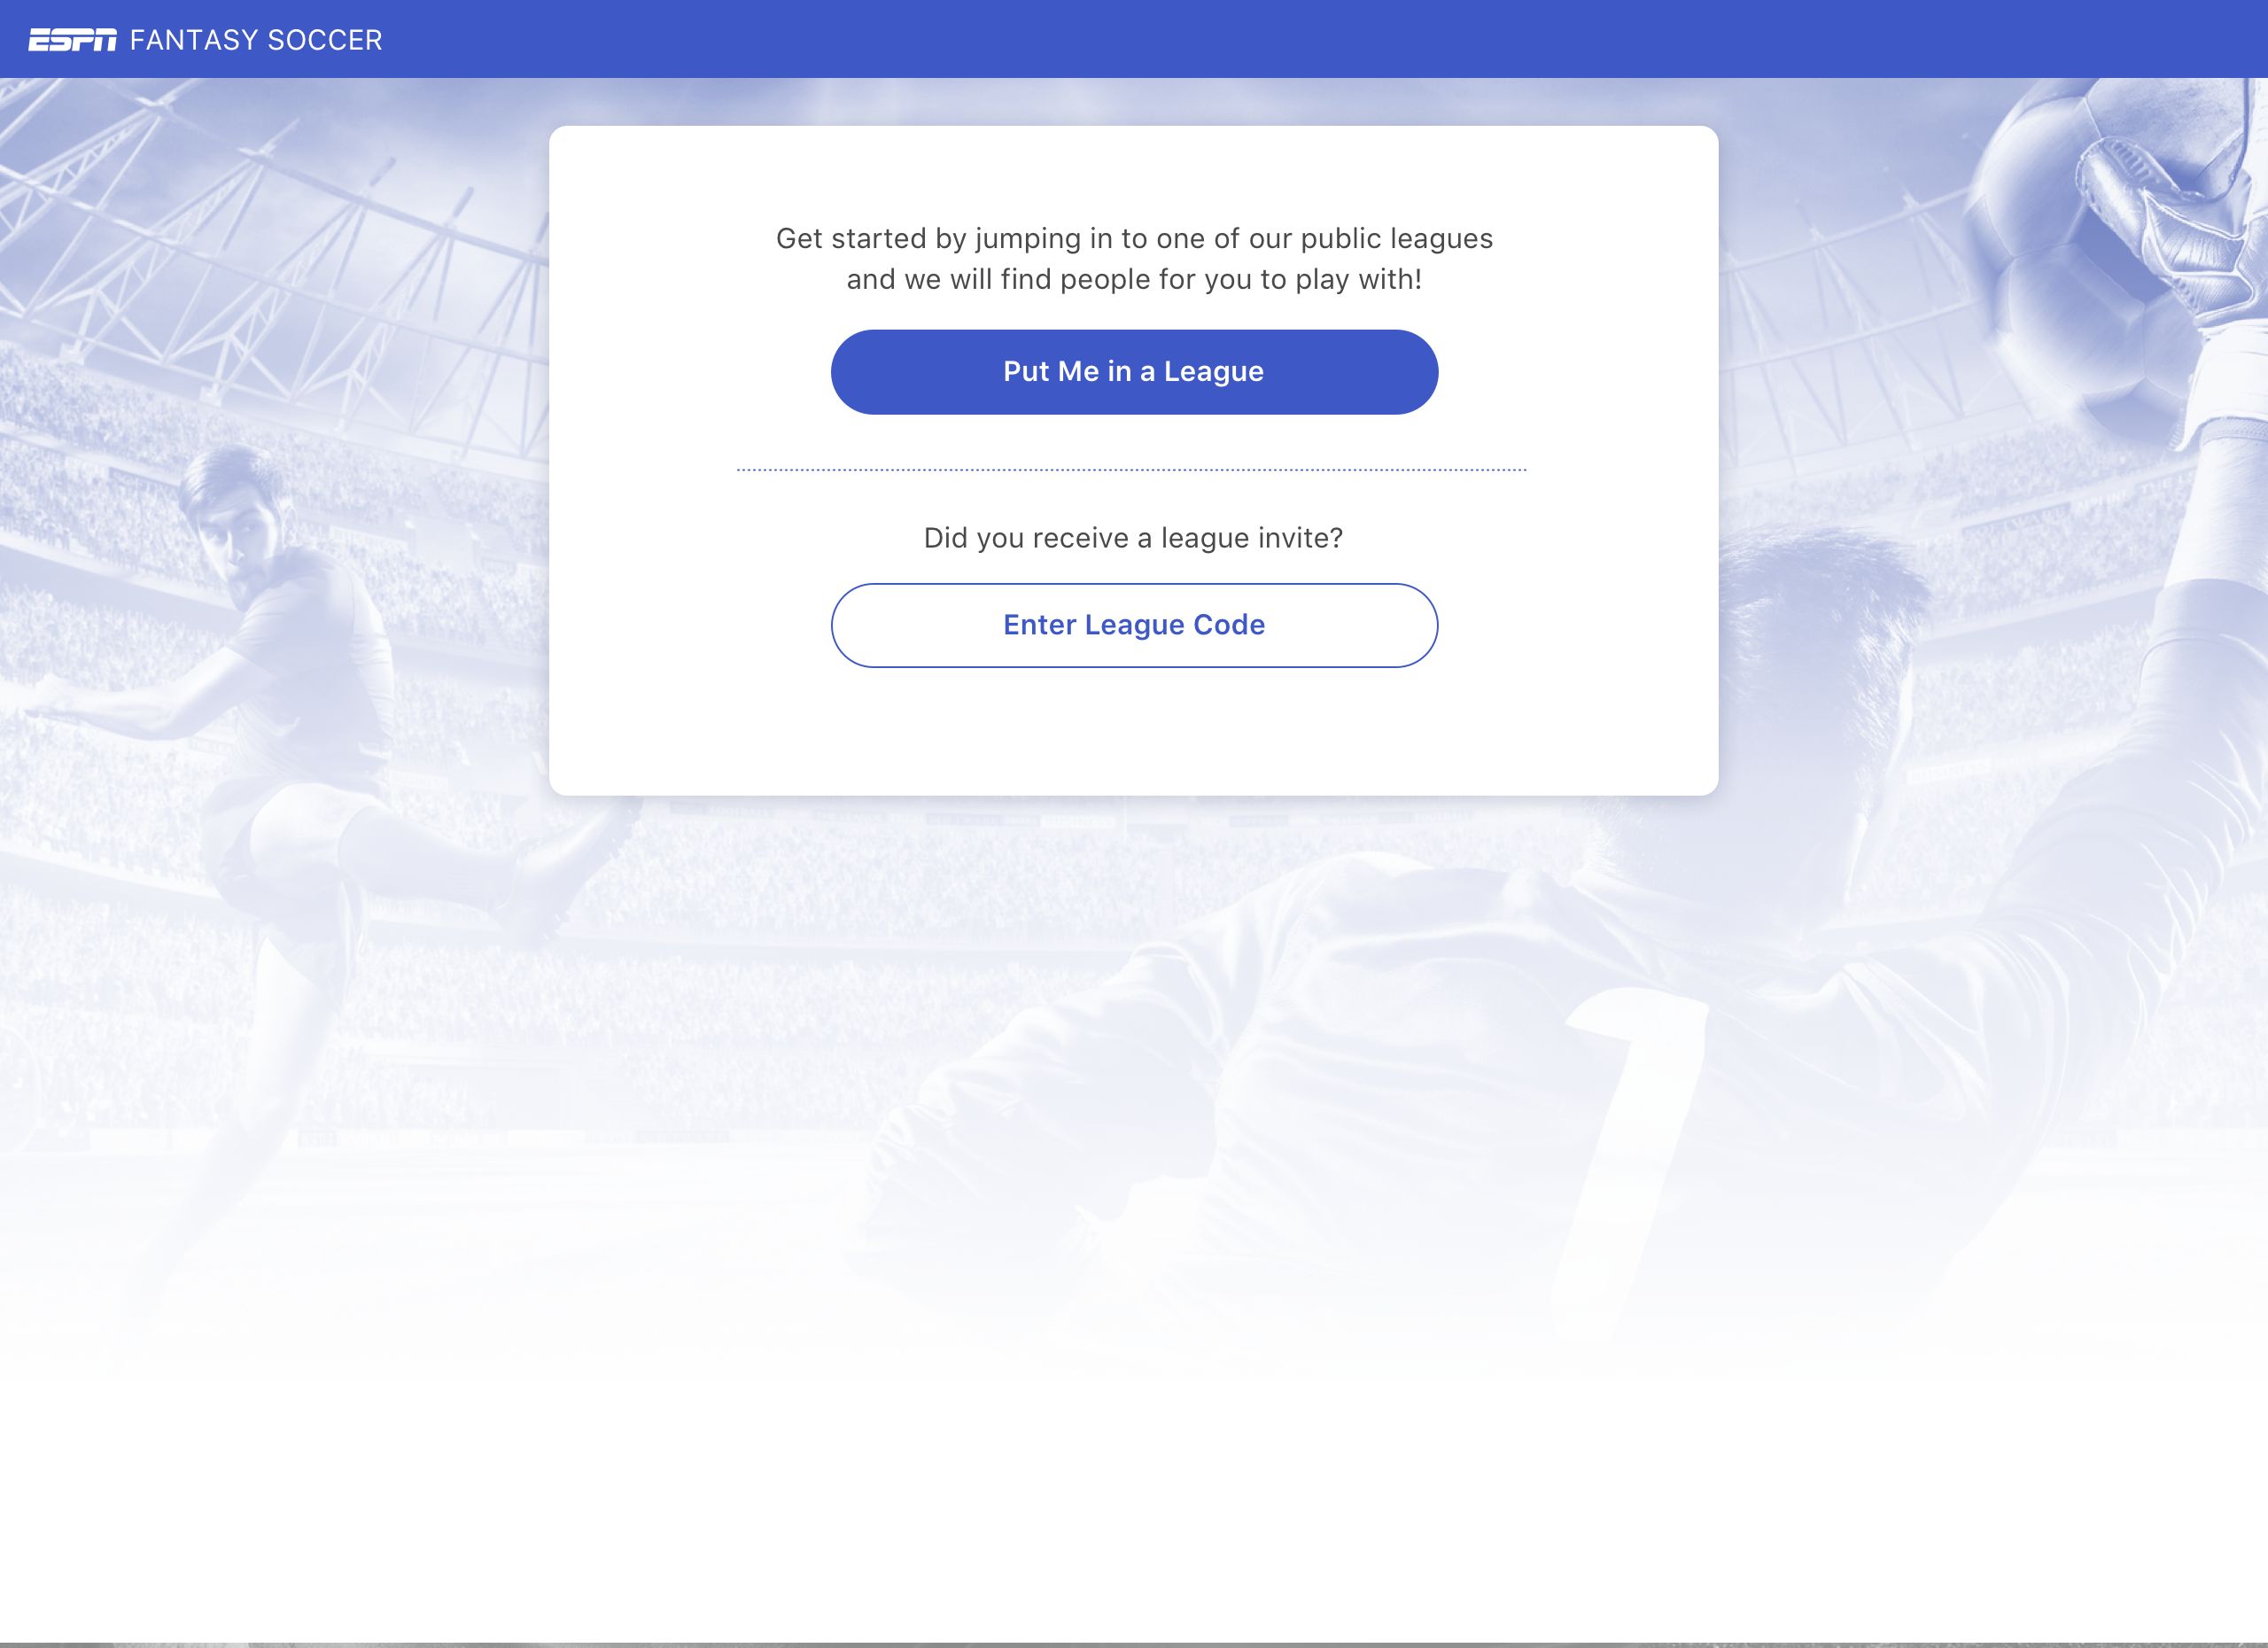 ESPN FANTASY SOCCER
Get started by jumping in to one of our public leagues
and we will find people for you to play with!
Put Me in a League
Did you receive a league invite?
Enter League Code
1